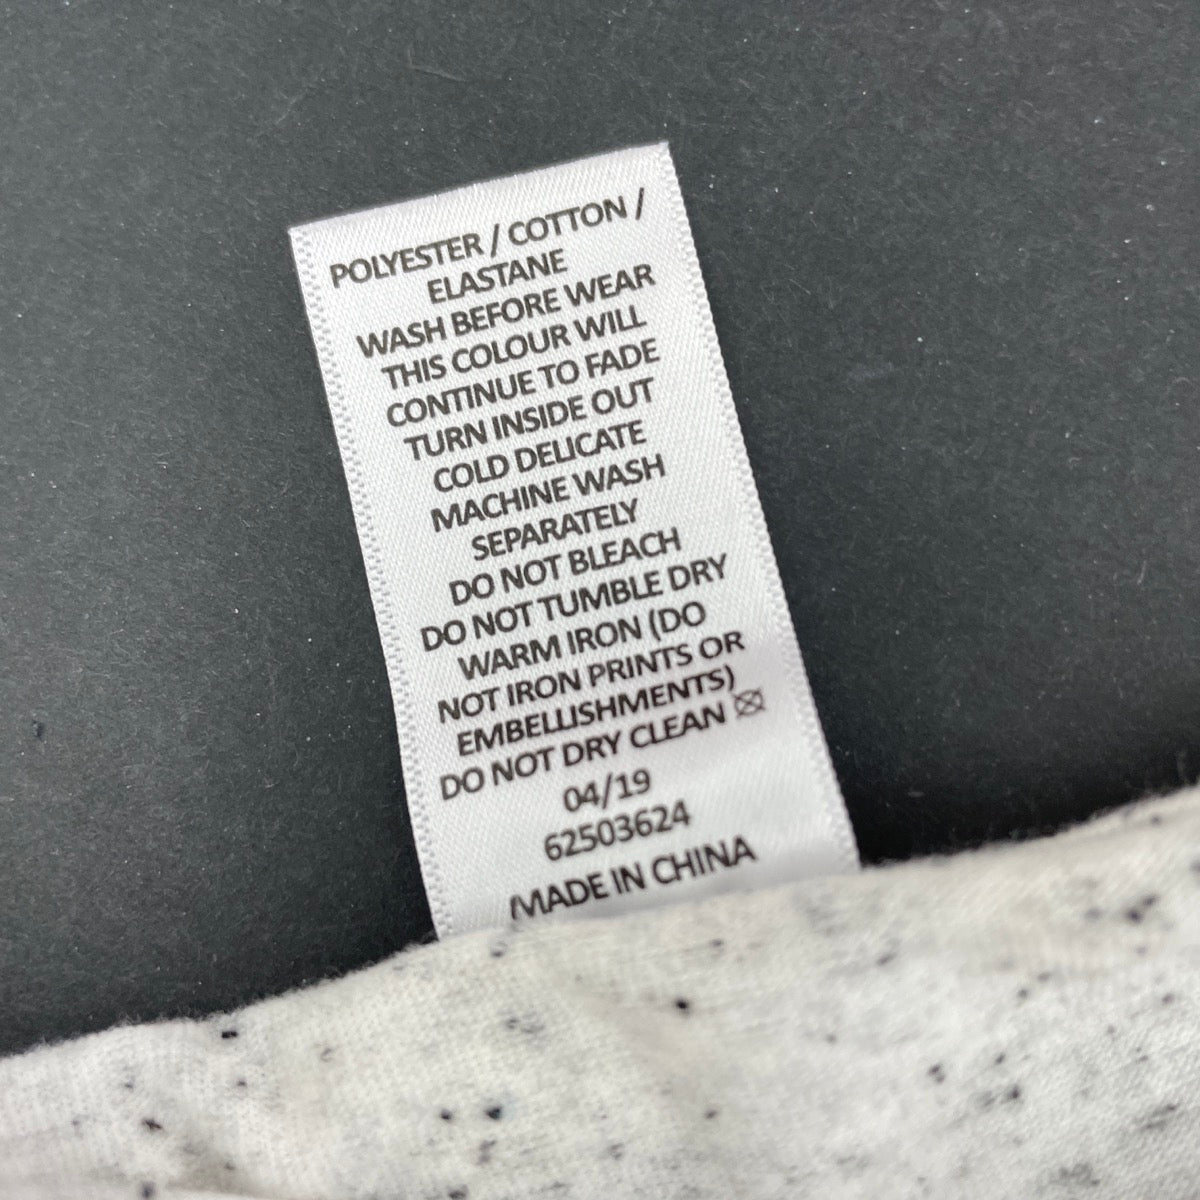 POLYESTER / COTTON /
ELASTANE
WASH BEFORE WEAR
THIS COLOUR WILL
CONTINUE TO FADE
TURN INSIDE OUT
COLD DELICATE
MACHINE WASH
SEPARATELY
DO NOT BLEACH
DO NOT TUMBLE DRY
WARM IRON (DO
NOT IRON PRINTS OR
EMBELLISHMENTS)
DO NOT DRY CLEAN
04/19
62503624
MADE IN CHINA